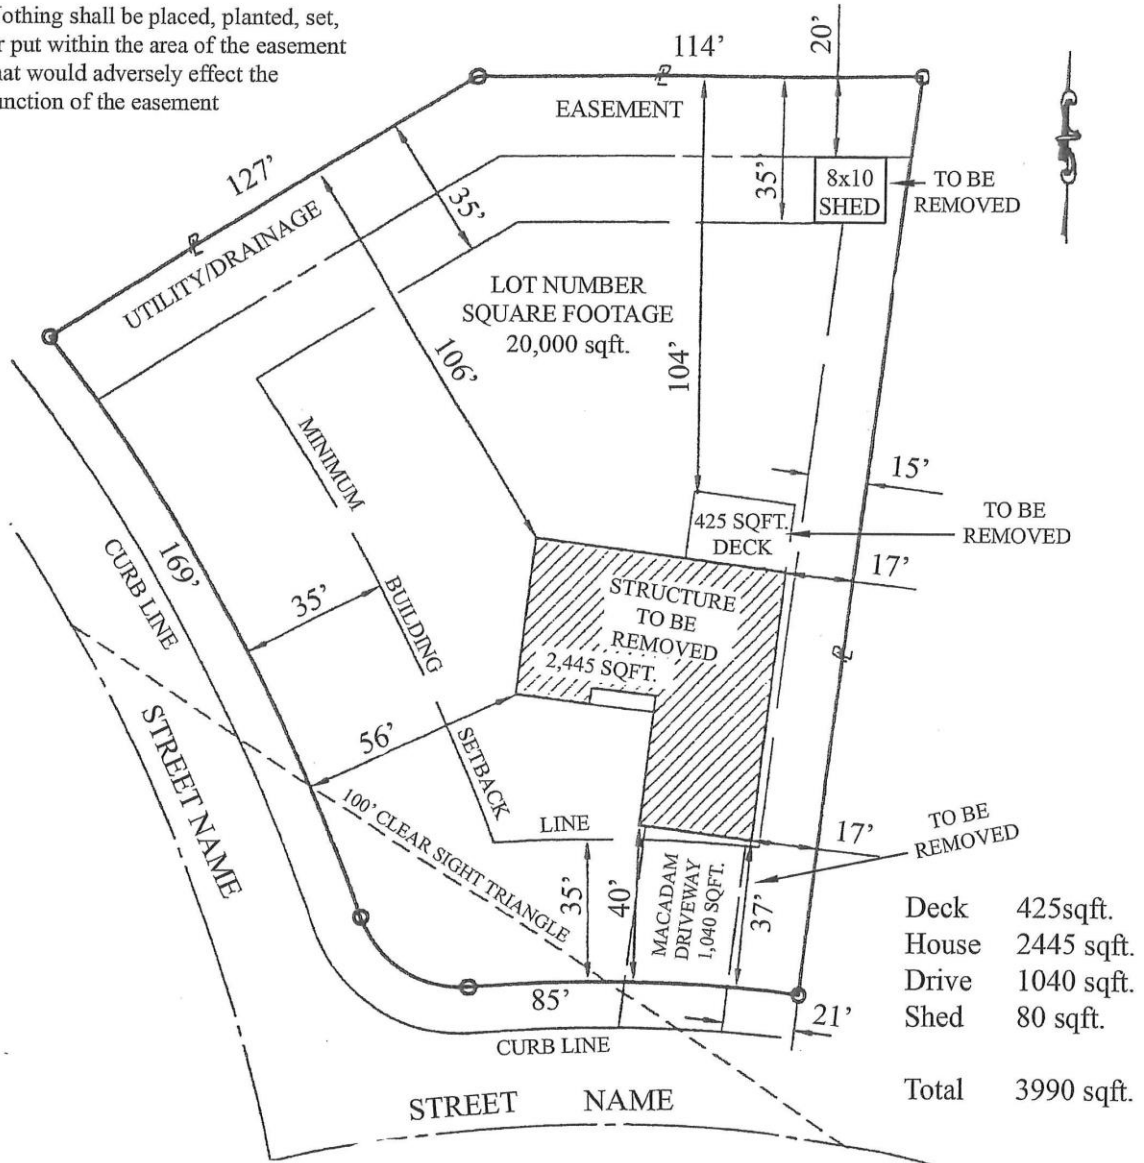 Nothing shall be placed, planted, set,
r put within the area of the easement
hat would adversely effect the
unction of the easement
114’
20’
EASEMENT
127’
35’
35’
8x10
SHED
TO BE
REMOVED
UTILITY/DRAINAGE
LOT NUMBER
SQUARE FOOTAGE
20,000 sqft.
106’
104’
MINIMUM
BUILDING
SETBACK
LINE
15’
425 SQFT.
DECK
TO BE
REMOVED
17’
169’
CURB LINE
35’
STRUCTURE
TO BE
REMOVED
2,445 SQFT.
56’
STREET NAME
100’ CLEAR SIGHT TRIANGLE
17’
TO BE
REMOVED
35’
40’
MACADAM
DRIVEWAY
1,040 SQFT.
37’
85’
21’
CURB LINE
STREET NAME
Deck 425sqft.
House 2445 sqft.
Drive 1040 sqft.
Shed 80 sqft.
Total 3990 sqft.